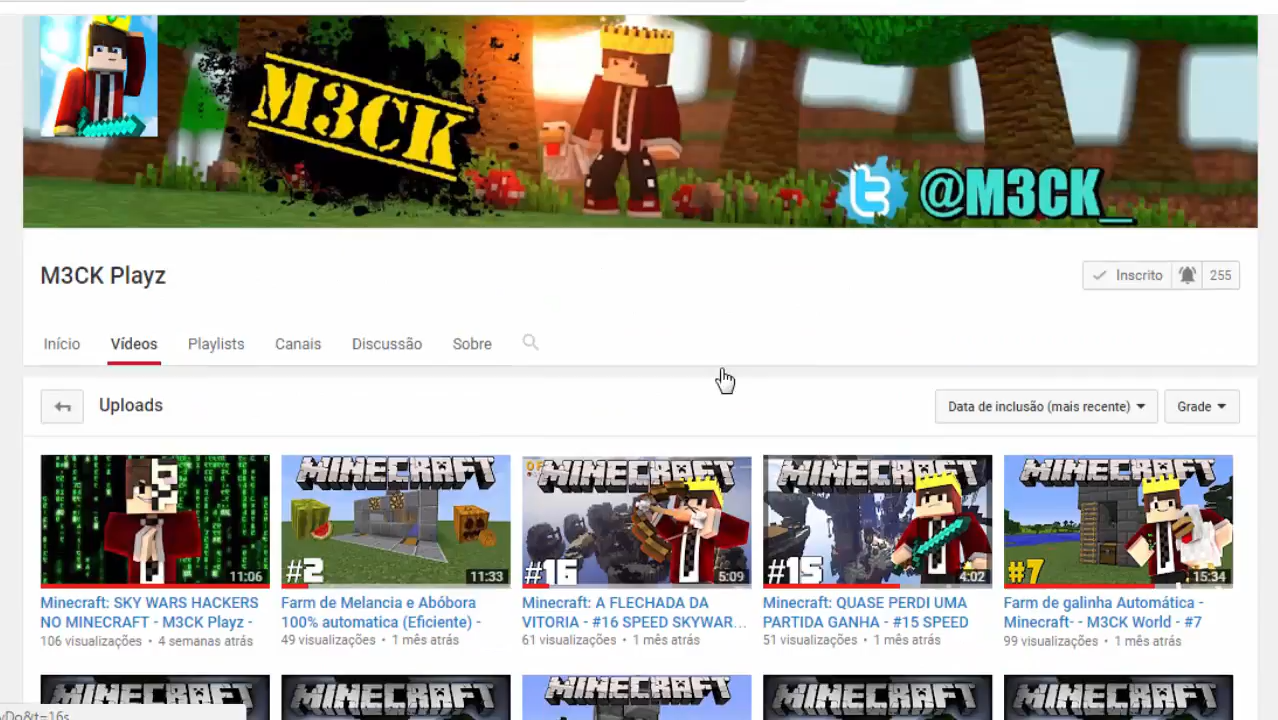 M3CK
@M3CK_
M3CK Playz
Inscrito 255
Início Vídeos Playlists Canais Discussão Sobre
Uploads
Data de inclusão (mais recente) Grade
11:06
MINECRAFT
#2
11:33
MINECRAFT
#16
5:09
MINECRAFT
#15
4:02
MINECRAFT
#7
15:34
Minecraft: SKY WARS HACKERS
NO MINECRAFT - M3CK Playz -
106 visualizações • 4 semanas atrás
Farm de Melancia e Abóbora
100% automatica (Eficiente) -
49 visualizações • 1 mês atrás
Minecraft: A FLECHADA DA
VITORIA - #16 SPEED SKYWAR...
61 visualizações • 1 mês atrás
Minecraft: QUASE PERDI UMA
PARTIDA GANHA - #15 SPEED
51 visualizações • 1 mês atrás
Farm de galinha Automática -
Minecraft- - M3CK World - #7
99 visualizações • 1 mês atrás
MINECRAFT
MINECRAFT
MINECRAFT
MINECRAFT
MINECRAFT